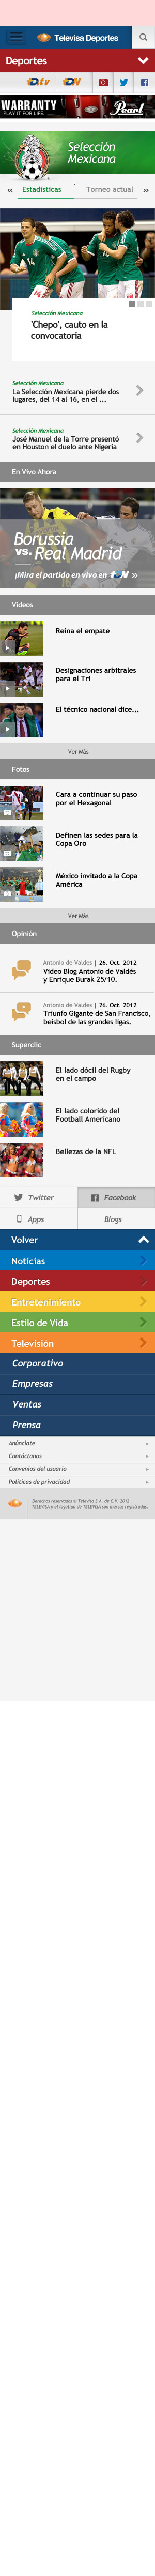 Televisa Deportes
Deportes
tDtv
TDN
WARRANTY
PLAY IT FOR LIFE.
Pearl
Selección
Mexicana
Estadísticas
Torneo actual
Selección Mexicana
'Chepo', cauto en la
convocatoria
Selección Mexicana
La Selección Mexicana pierde dos
lugares, del 14 al 16, en el ...
Selección Mexicana
José Manuel de la Torre presentó
en Houston el duelo ante Nigeria
En Vivo Ahora
Borussia
vs. Real Madrid
¡Mira el partido en vivo en TDN »
Videos
Reina el empate
Designaciones arbitrales
para el Tri
El técnico nacional dice...
Ver Más
Fotos
Cara a continuar su paso
por el Hexagonal
Definen las sedes para la
Copa Oro
México invitado a la Copa
América
Ver Más
Opinión
Antonio de Valdes | 26. Oct. 2012
Video Blog Antonio de Valdés
y Enrique Burak 25/10.
Antonio de Valdes | 26. Oct. 2012
Triunfo Gigante de San Francisco,
beisbol de las grandes ligas.
Superclic
El lado dócil del Rugby
en el campo
El lado colorido del
Football Americano
Bellezas de la NFL
Twitter
Facebook
Apps
Blogs
Volver
Noticias
Deportes
Entretenimiento
Estilo de Vida
Televisión
Corporativo
Empresas
Ventas
Prensa
Anúnciate
Contáctanos
Convenios del usuario
Políticas de privacidad
Derechos reservados © Televisa S.A. de C.V. 2012
TELEVISA y el logotipo de TELEVISA son marcas registradas.